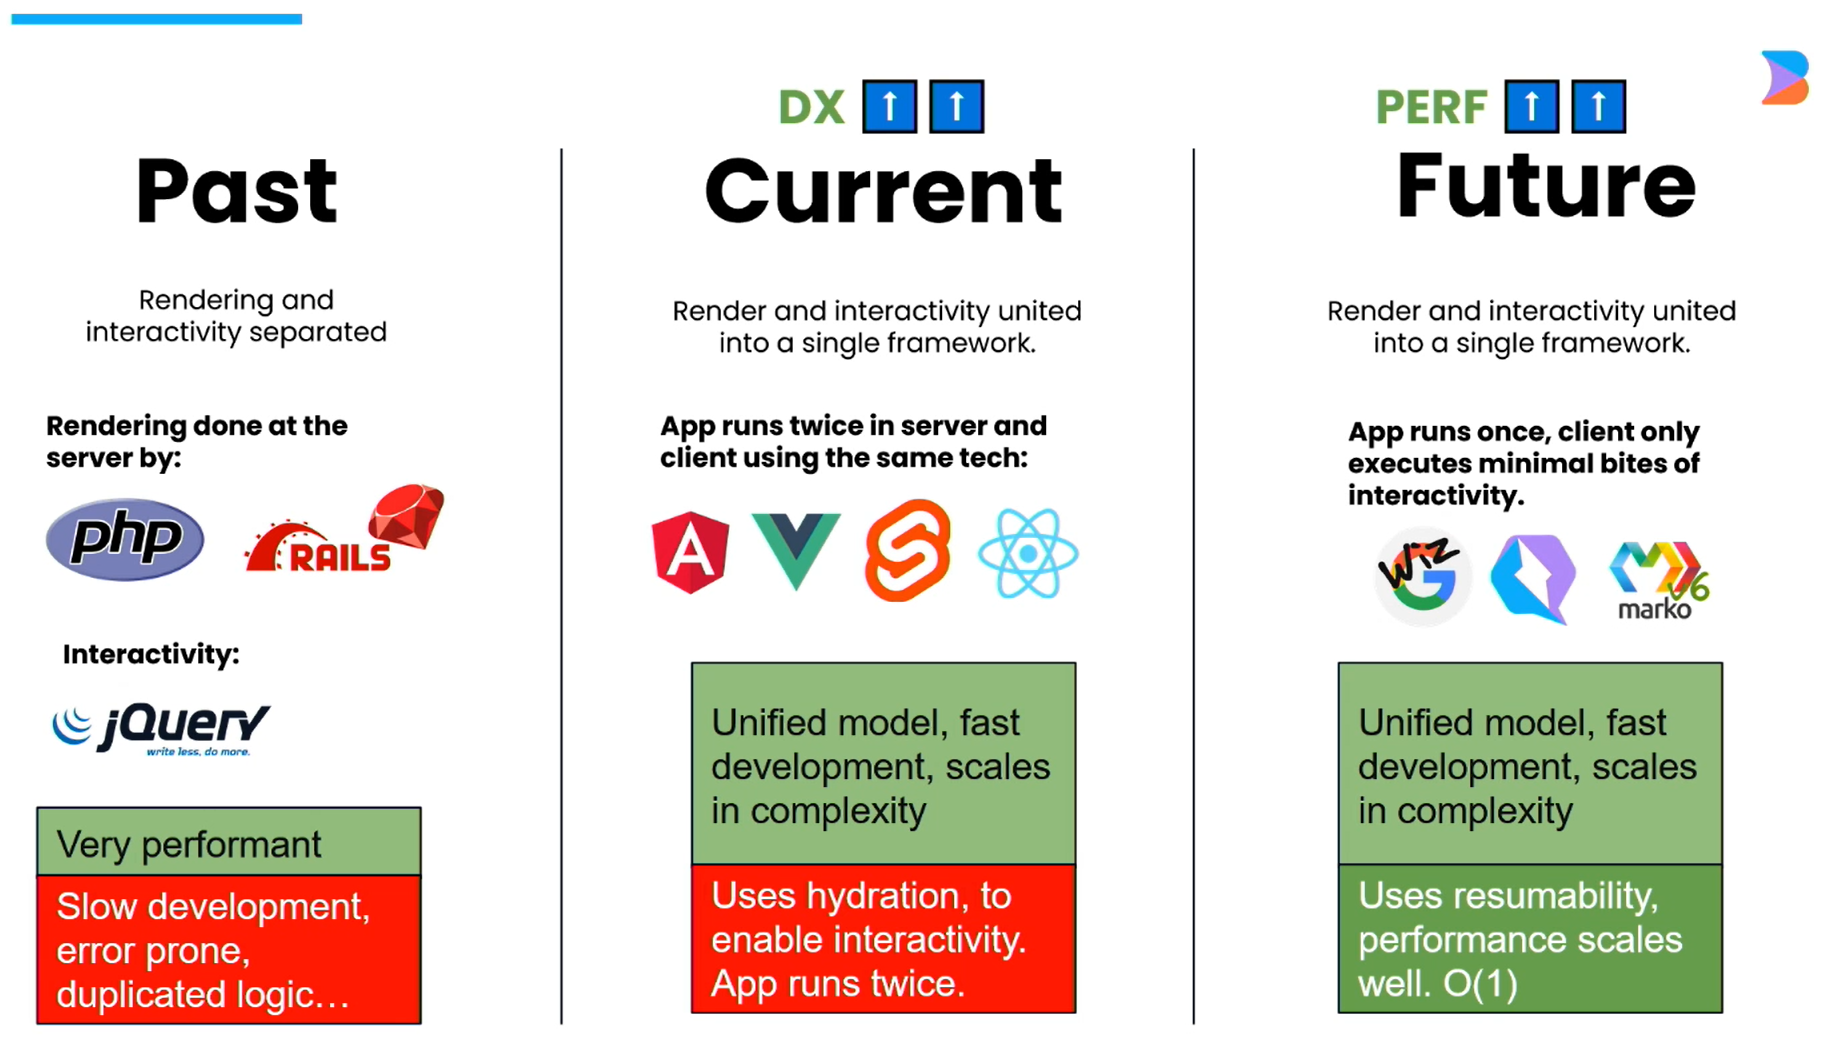 Past
Rendering and
interactivity separated
Rendering done at the
server by:
php
RAILS
Interactivity:
jQuery
write less, do more.
Very performant
Slow development,
error prone,
duplicated logic...
DX ↑ ↑
Current
Render and interactivity united
into a single framework.
App runs twice in server and
client using the same tech:
A
Unified model, fast
development, scales
in complexity
Uses hydration, to
enable interactivity.
App runs twice.
PERF ↑ ↑
Future
Render and interactivity united
into a single framework.
App runs once, client only
executes minimal bites of
interactivity.
WiZ
G
marko v6
Unified model, fast
development, scales
in complexity
Uses resumability,
performance scales
well. O(1)